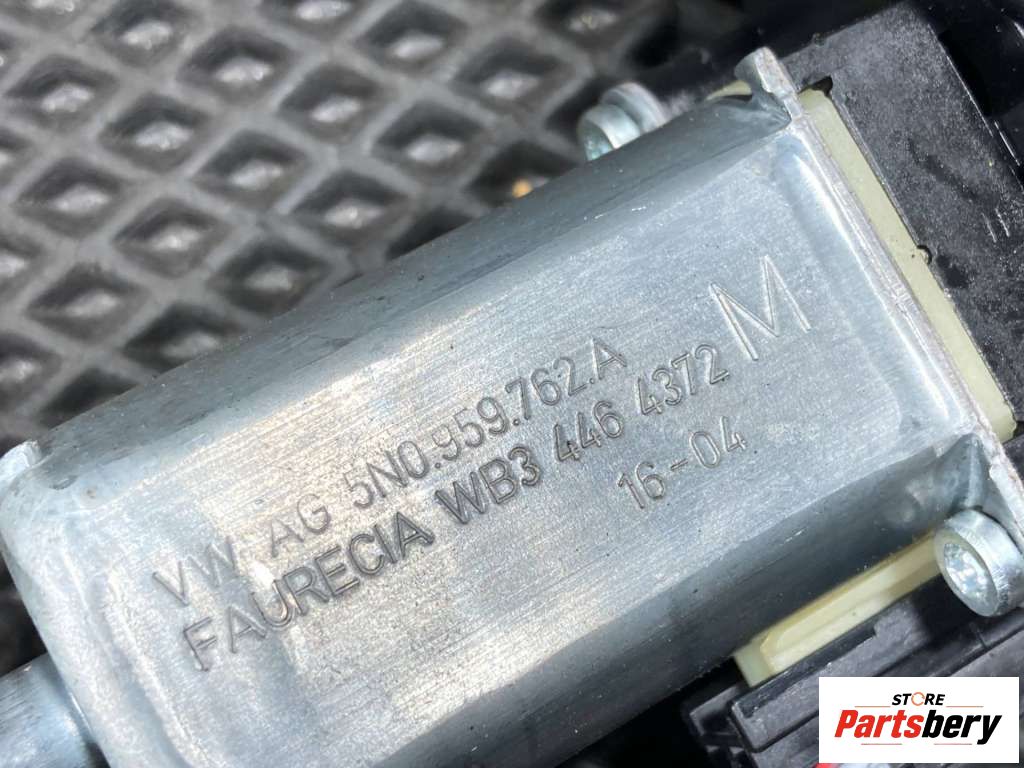 M
VW AG 5N0.959.762.A
FAURECIA WB3 446 4372
16-04
STORE
Partsbery